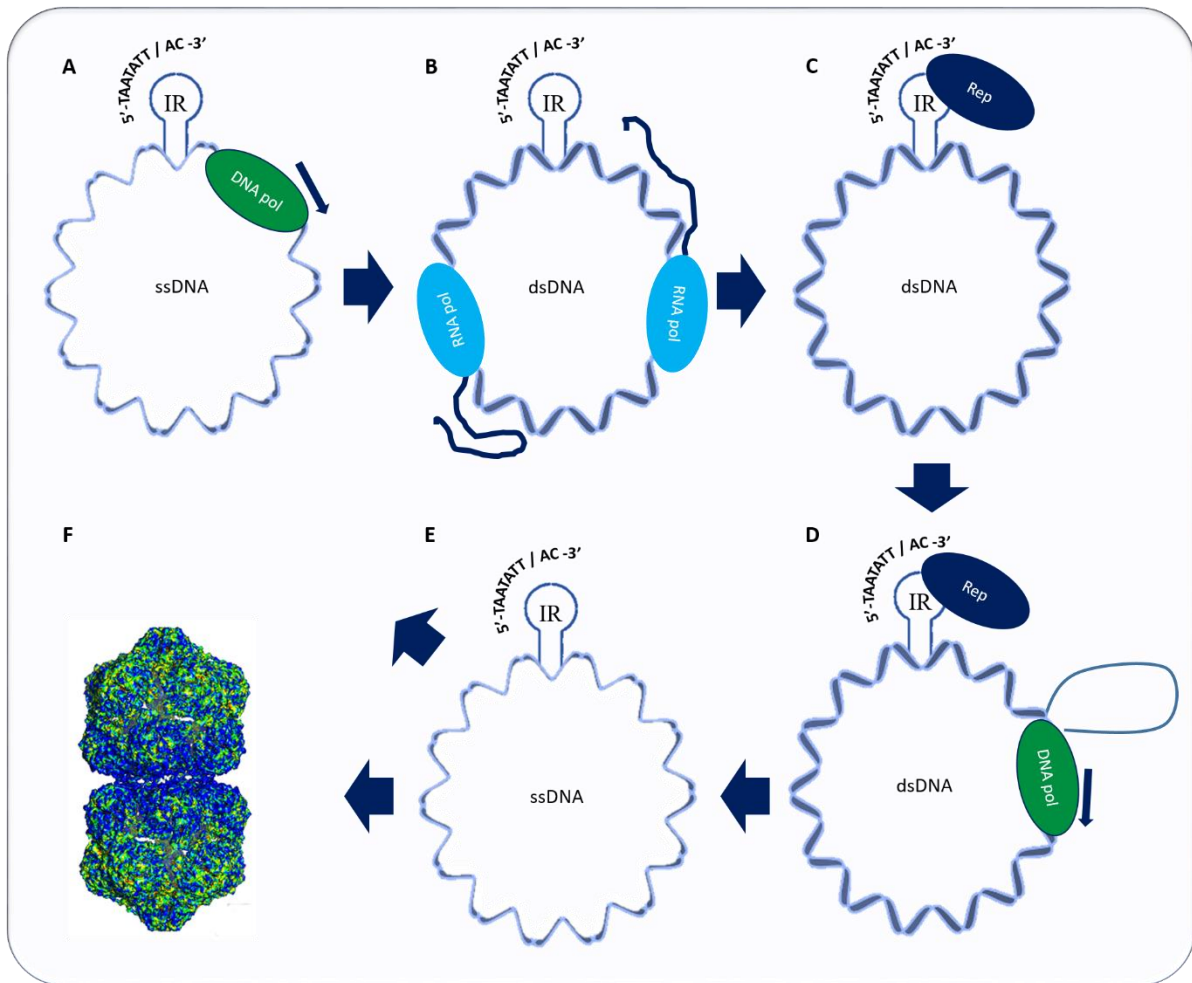 A
5’-TAATATT / AC -3’
IR
DNA pol
ssDNA
B
5’-TAATATT / AC -3’
IR
RNA pol
dsDNA
RNA pol
C
5’-TAATATT / AC -3’
IR
Rep
dsDNA
F
E
5’-TAATATT / AC -3’
IR
ssDNA
D
5’-TAATATT / AC -3’
IR
Rep
DNA pol
dsDNA